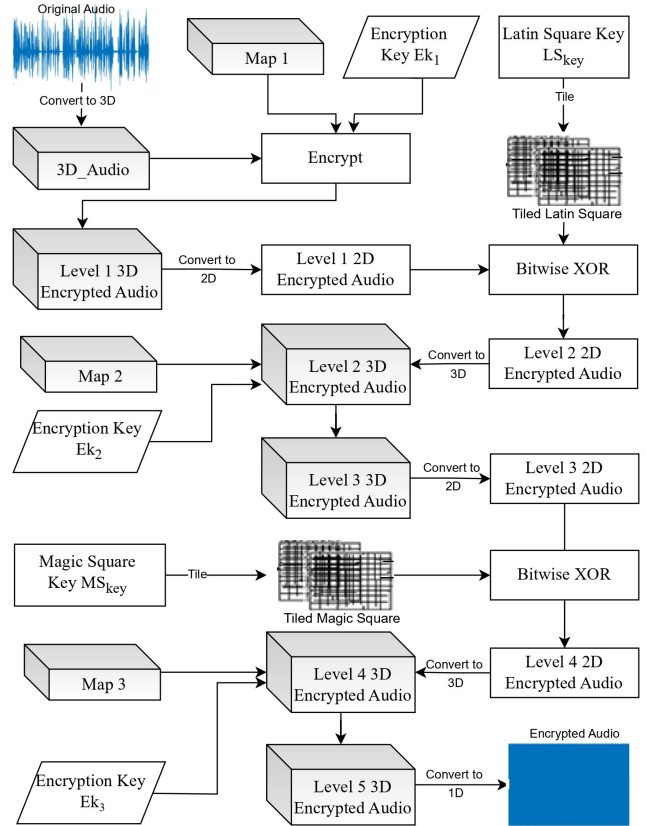 Original Audio
Convert to 3D
Map 1
Encryption
Key Ek1
Latin Square Key
LSkey
Tile
3D_Audio
Encrypt
Tiled Latin Square
Level 1 3D
Encrypted Audio
Convert to
2D
Level 1 2D
Encrypted Audio
Bitwise XOR
Map 2
Level 2 3D
Encrypted Audio
Convert to
3D
Level 2 2D
Encrypted Audio
Encryption Key
Ek2
Level 3 3D
Encrypted Audio
Convert to
2D
Level 3 2D
Encrypted Audio
Magic Square
Key MSkey
Tile
Tiled Magic Square
Bitwise XOR
Map 3
Level 4 3D
Encrypted Audio
Convert to
3D
Level 4 2D
Encrypted Audio
Encryption Key
Ek3
Level 5 3D
Encrypted Audio
Convert to
1D
Encrypted Audio